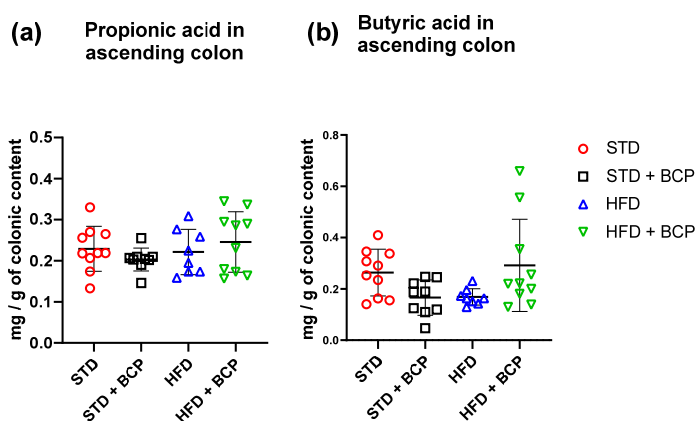 (a)
Propionic acid in
ascending colon
mg / g of colonic content
0.5
0.4
0.3
0.2
0.1
0.0
STD
STD + BCP
HFD
HFD + BCP
(b)
Butyric acid in
ascending colon
mg / g of colonic content
0.8
0.6
0.4
0.2
0.0
STD
STD + BCP
HFD
HFD + BCP
STD
STD + BCP
HFD
HFD + BCP